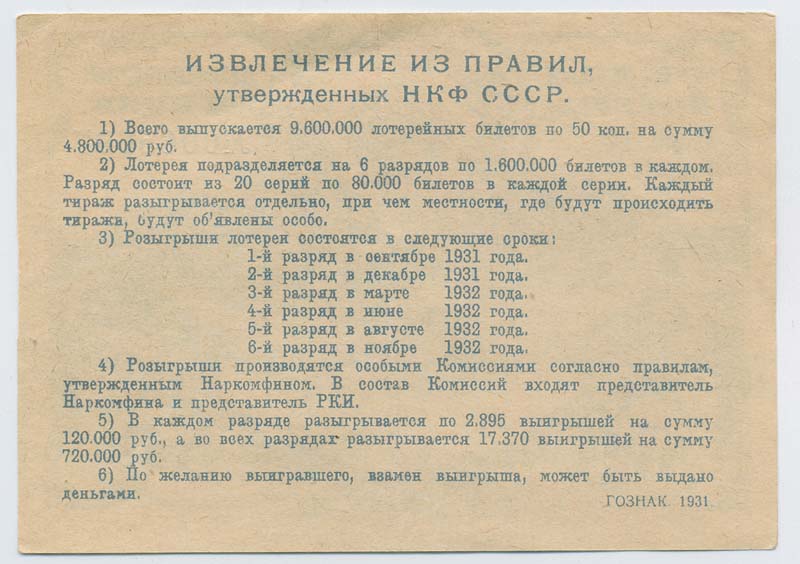 ИЗВЛЕЧЕНИЕ ИЗ ПРАВИЛ,
утвержденных НКФ СССР.
1) Всего выпускается 9.600.000 лотерейных билетов по 50 коп. на сумму
4.800.000 руб.
2) Лотерея подразделяется на 6 разрядов по 1.600.000 билетов в каждом.
Разряд состоит из 20 серий по 80.000 билетов в каждой серии. Каждый
тираж разыгрывается отдельно, при чем местности, где будут происходить
тиражи, будут об'явлены особо.
3) Розыгрыши лотереи состоятся в следующие сроки:
1-й разряд в сентябре 1931 года.
2-й разряд в декабре 1931 года.
3-й разряд в марте 1932 года.
4-й разряд в июне 1932 года.
5-й разряд в августе 1932 года.
6-й разряд в ноябре 1932 года.
4) Розыгрыши производятся особыми Комиссиями согласно правилам,
утвержденным Наркомфином. В состав Комиссий входят представитель
Наркомфина и представитель РКИ.
5) В каждом разряде разыгрывается по 2.895 выигрышей на сумму
120.000 руб., а во всех разрядах разыгрывается 17.370 выигрышей на сумму
720.000 руб.
6) По желанию выигравшего, взамен выигрыша, может быть выдано
деньгами.
ГОЗНАК. 1931.